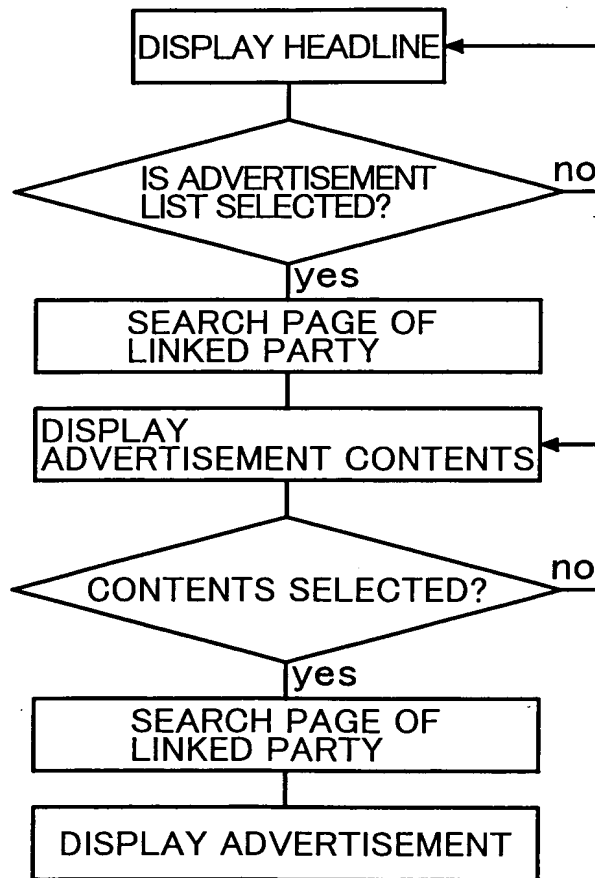 DISPLAY HEADLINE
IS ADVERTISEMENT
LIST SELECTED?
no
yes
SEARCH PAGE OF
LINKED PARTY
DISPLAY
ADVERTISEMENT CONTENTS
CONTENTS SELECTED?
no
yes
SEARCH PAGE OF
LINKED PARTY
DISPLAY ADVERTISEMENT